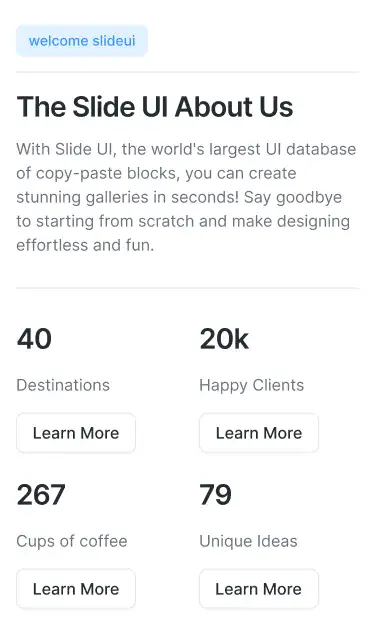 welcome slideui
The Slide UI About Us
With Slide UI, the world's largest UI database
of copy-paste blocks, you can create
stunning galleries in seconds! Say goodbye
to starting from scratch and make designing
effortless and fun.
40
20k
Destinations
Happy Clients
Learn More
Learn More
267
79
Cups of coffee
Unique Ideas
Learn More
Learn More